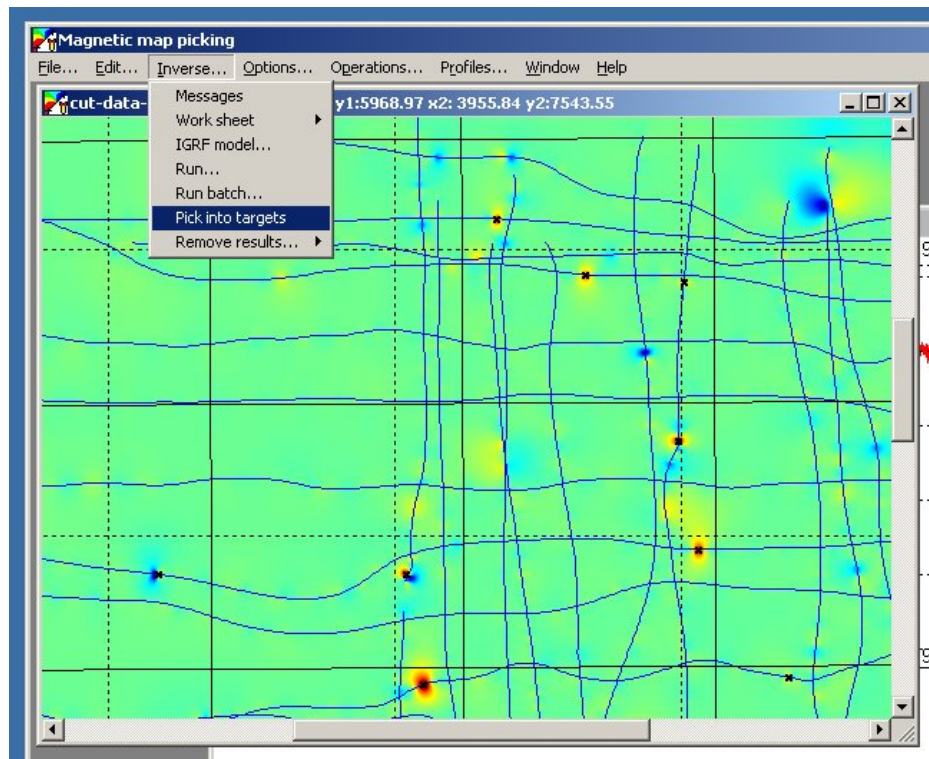 Magnetic map picking
File... Edit... Inverse... Options... Operations... Profiles... Window Help
cut-data- y1:5968.97 x2: 3955.84 y2:7543.55
Messages
Work sheet
IGRF model...
Run...
Run batch...
Pick into targets
Remove results...